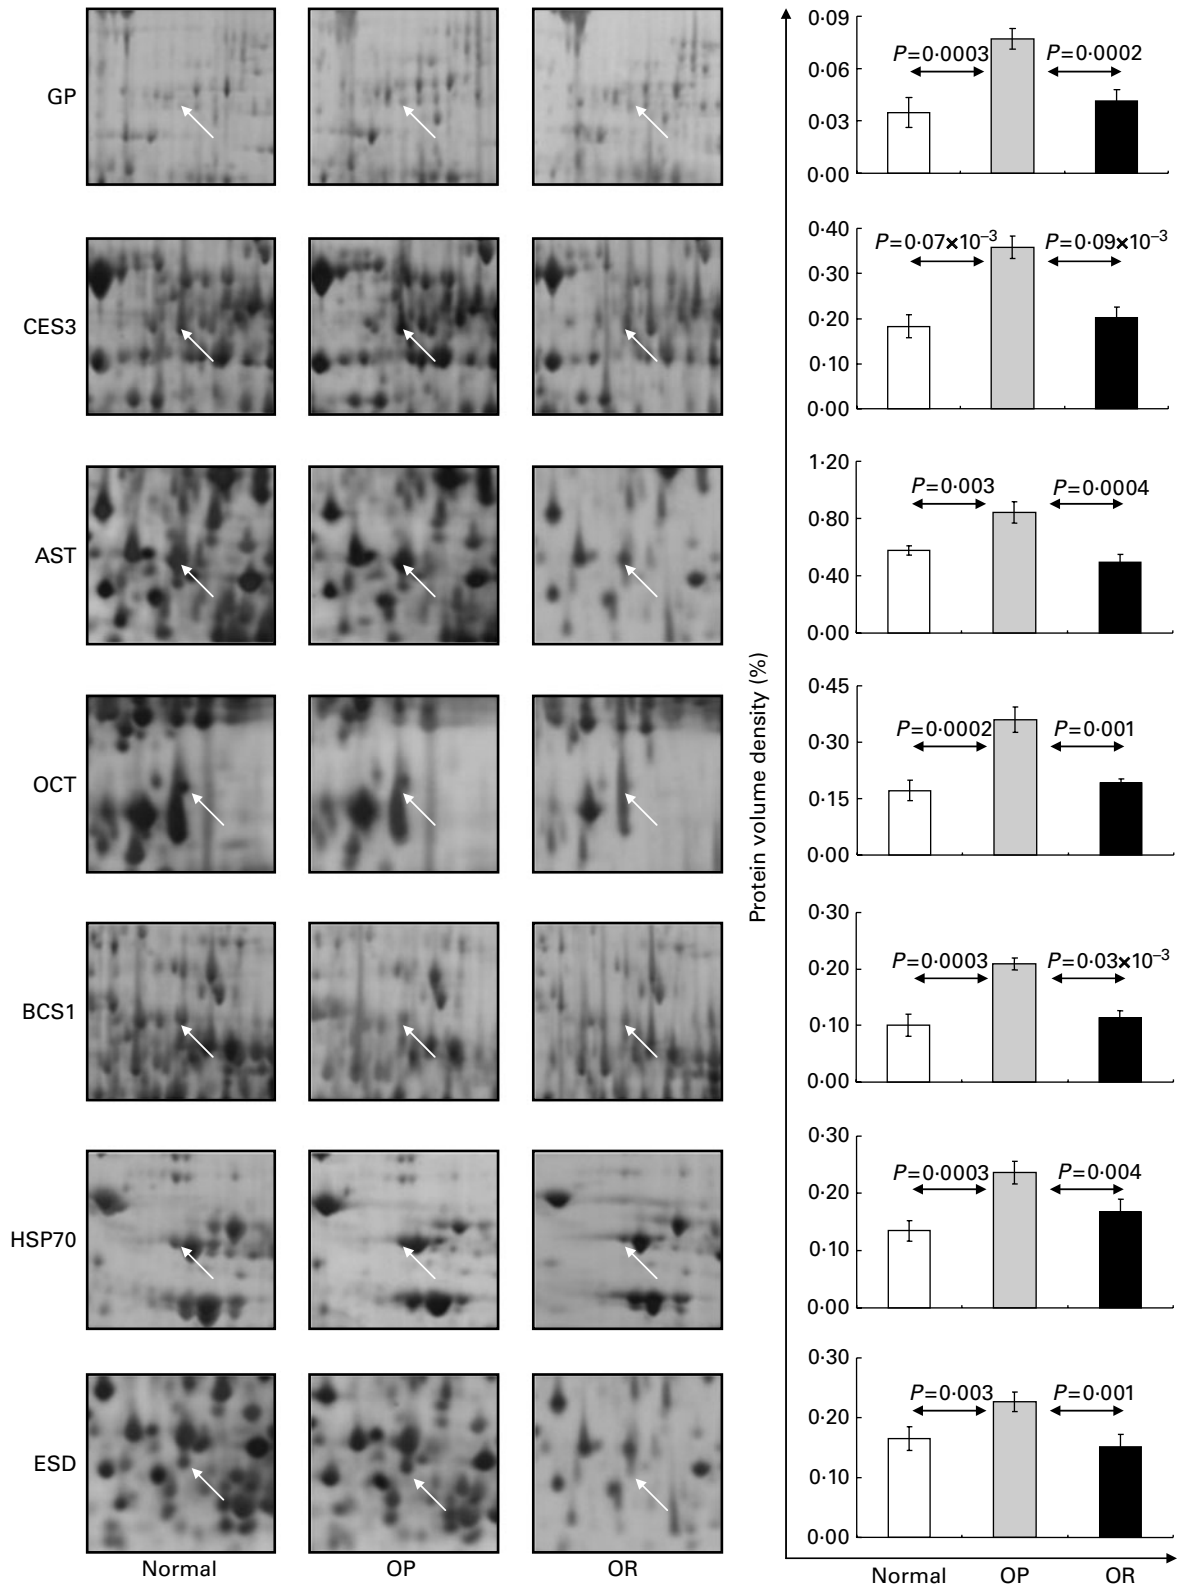 GP
0·09
0·06
0·03
0·00
P=0·0003
P=0·0002
CES3
0·40
0·30
0·20
0·10
0·00
P=0·07×10⁻³
P=0·09×10⁻³
AST
1·20
0·80
0·40
0·00
P=0·003
P=0·0004
OCT
0·45
0·30
0·15
0·00
P=0·0002
P=0·001
Protein volume density (%)
BCS1
0·30
0·20
0·10
0·00
P=0·0003
P=0·03×10⁻³
HSP70
0·30
0·20
0·10
0·00
P=0·0003
P=0·004
ESD
0·30
0·20
0·10
0·00
P=0·003
P=0·001
Normal OP OR
Normal OP OR